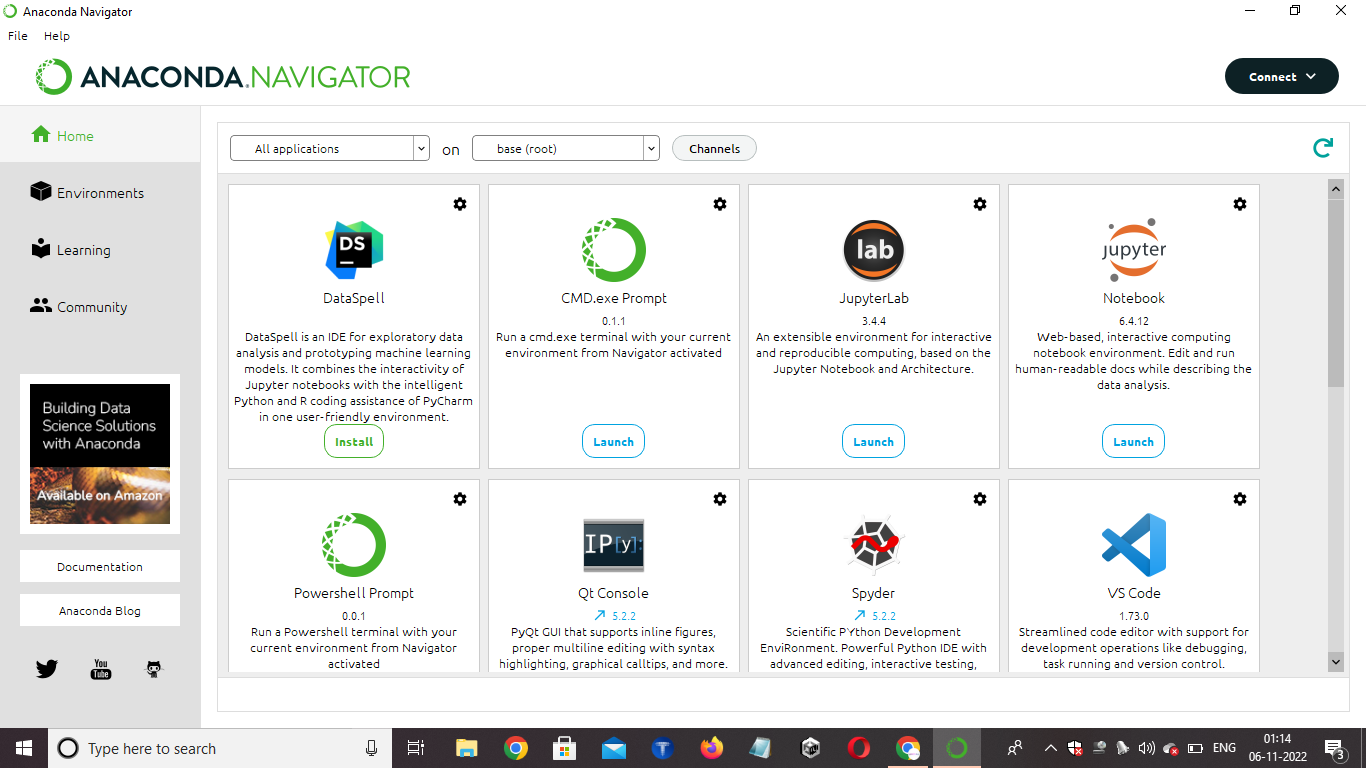 Anaconda Navigator
File Help
ANACONDA.NAVIGATOR
Connect
Home
Environments
Learning
Community
Building Data
Science Solutions
with Anaconda
Available on Amazon
Documentation
Anaconda Blog
You
Tube
All applications on base (root) Channels
DS
DataSpell
DataSpell is an IDE for exploratory data
analysis and prototyping machine learning
models. It combines the interactivity of
Jupyter notebooks with the intelligent
Python and R coding assistance of PyCharm
in one user-friendly environment.
Install
CMD.exe Prompt
0.1.1
Run a cmd.exe terminal with your current
environment from Navigator activated
Launch
lab
JupyterLab
3.4.4
An extensible environment for interactive
and reproducible computing, based on the
Jupyter Notebook and Architecture.
Launch
jupyter
Notebook
6.4.12
Web-based, interactive computing
notebook environment. Edit and run
human-readable docs while describing the
data analysis.
Launch
Powershell Prompt
0.0.1
Run a Powershell terminal with your
current environment from Navigator
activated
IP[y]:
Qt Console
5.2.2
PyQt GUI that supports inline figures,
proper multiline editing with syntax
highlighting, graphical calltips, and more.
Spyder
5.2.2
Scientific PYthon Development
EnviRonment. Powerful Python IDE with
advanced editing, interactive testing,
VS Code
1.73.0
Streamlined code editor with support for
development operations like debugging,
task running and version control.
Type here to search
T
ENG
01:14
06-11-2022
3